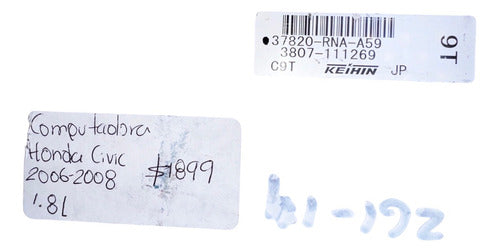 37820-RNA-A59
3807-111269
C9T KEIHIN JP
9T
Computadora
Honda Civic
2006-2008 $1899
1.8L